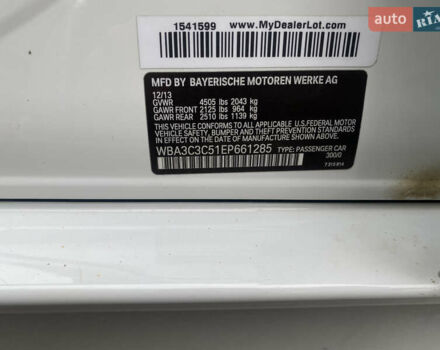 1541599 www.MyDealerLot.com
RIA
MFD BY BAYERISCHE MOTOREN WERKE AG
12/13
GVWR 4505 lbs 2043 kg
GAWR FRONT 2125 lbs 964 kg
GAWR REAR 2510 lbs 1139 kg
THIS VEHICLE CONFORMS TO ALL APPLICABLE U.S. FEDERAL MOTOR
VEHICLE SAFETY, BUMPER AND THEFT PREVENTION STANDARDS
IN EFFECT ON THE DATE OF MANUFACTURE SHOWN ABOVE.
WBA3C3C51EP661285 TYPE: PASSENGER CAR
300/0